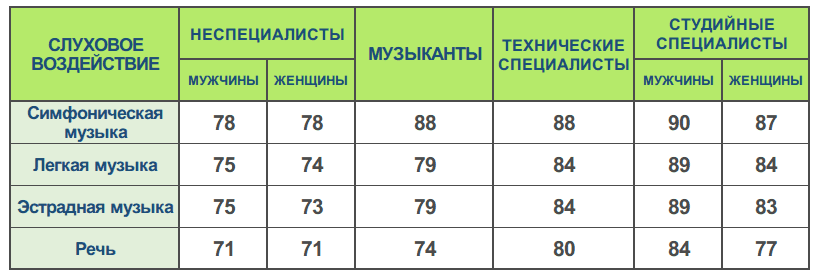 СЛУХОВОЕ ВОЗДЕЙСТВИЕ НЕСПЕЦИАЛИСТЫ МУЗЫКАНТЫ ТЕХНИЧЕСКИЕ СПЕЦИАЛИСТЫ СТУДИЙНЫЕ СПЕЦИАЛИСТЫ
МУЖЧИНЫ ЖЕНЩИНЫ МУЖЧИНЫ ЖЕНЩИНЫ
Симфоническая музыка 78 78 88 88 90 87
Легкая музыка 75 74 79 84 89 84
Эстрадная музыка 75 73 79 84 89 83
Речь 71 71 74 80 84 77